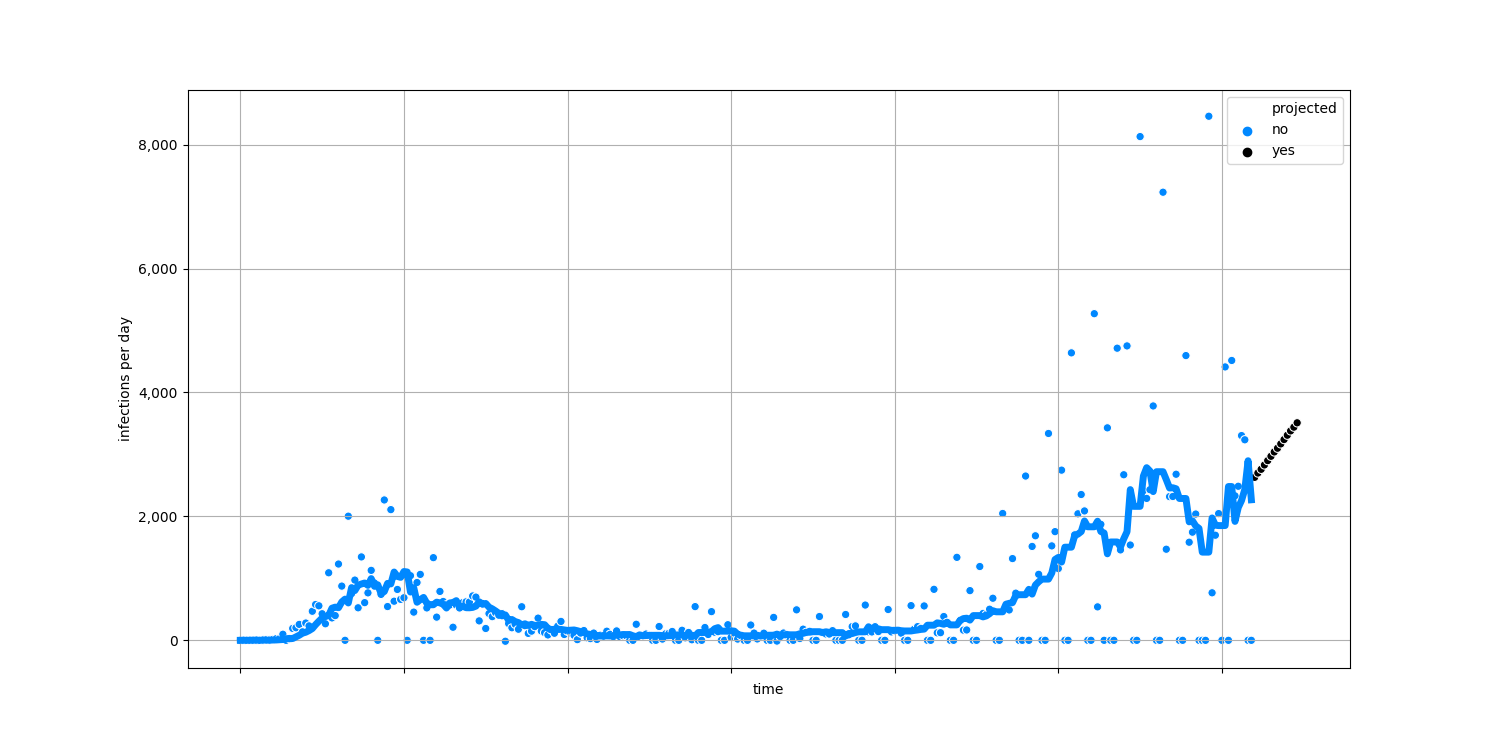 projected
no
yes
8,000
6,000
4,000
2,000
0
infections per day
time